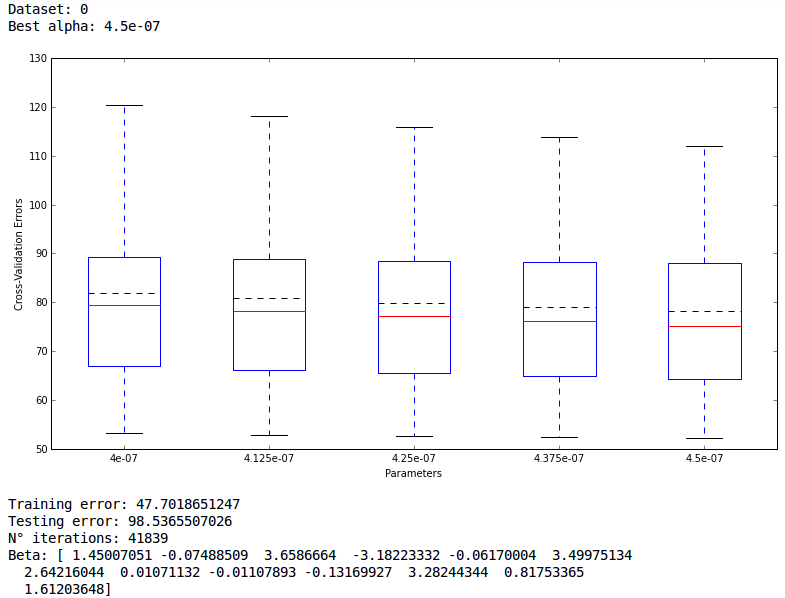 Dataset: 0
Best alpha: 4.5e-07
130
120
110
100
90
80
70
60
50
Cross-Validation Errors
4e-07 4.125e-07 4.25e-07 4.375e-07 4.5e-07
Parameters
Training error: 47.7018651247
Testing error: 98.5365507026
N° iterations: 41839
Beta: [ 1.45007051 -0.07488509 3.6586664 -3.18223332 -0.06170004 3.49975134
2.64216044 0.01071132 -0.01107893 -0.13169927 3.28244344 0.81753365
1.61203648]